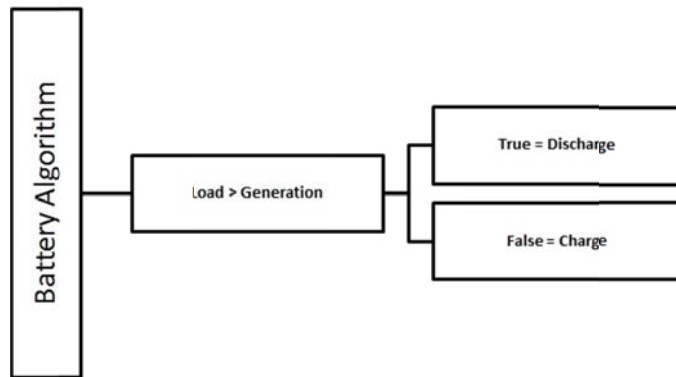 Battery Algorithm
Load > Generation
True = Discharge
False = Charge